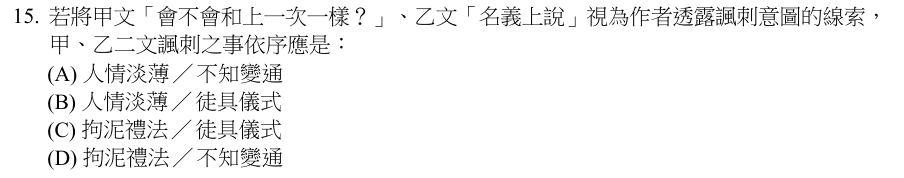 15. 若將甲文「會不會和上一次一樣？」、乙文「名義上說」視為作者透露諷刺意圖的線索，
甲、乙二文諷刺之事依序應是：
(A) 人情淡薄／不知變通
(B) 人情淡薄／徒具儀式
(C) 拘泥禮法／徒具儀式
(D) 拘泥禮法／不知變通